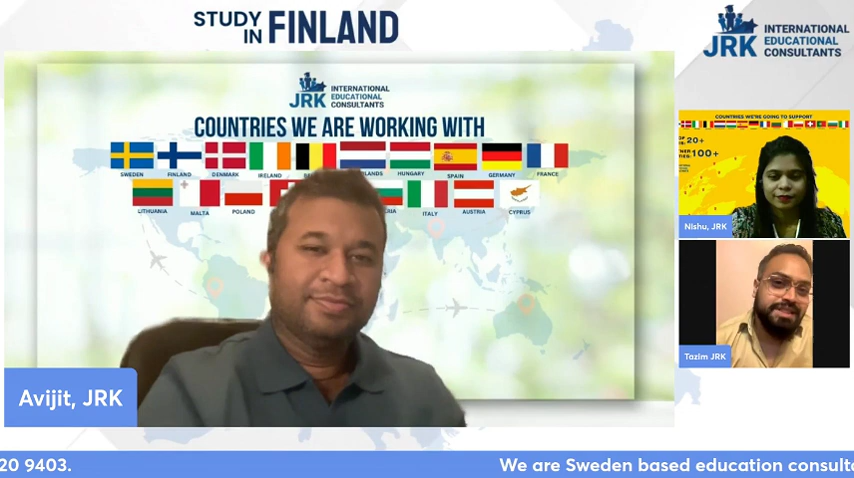 STUDY
IN FINLAND
JRK INTERNATIONAL
EDUCATIONAL
CONSULTANTS
JRK INTERNATIONAL
EDUCATIONAL
CONSULTANTS
COUNTRIES WE ARE WORKING WITH
SWEDEN FINLAND DENMARK IRELAND HUNGARY SPAIN GERMANY FRANCE
LITHUANIA MALTA POLAND ITALY AUSTRIA CYPRUS
COUNTRIES WE'RE GOING TO SUPPORT
20+
100+
Nishu, JRK
Tazim JRK
Avijit, JRK
20 9403.
We are Sweden based education consult